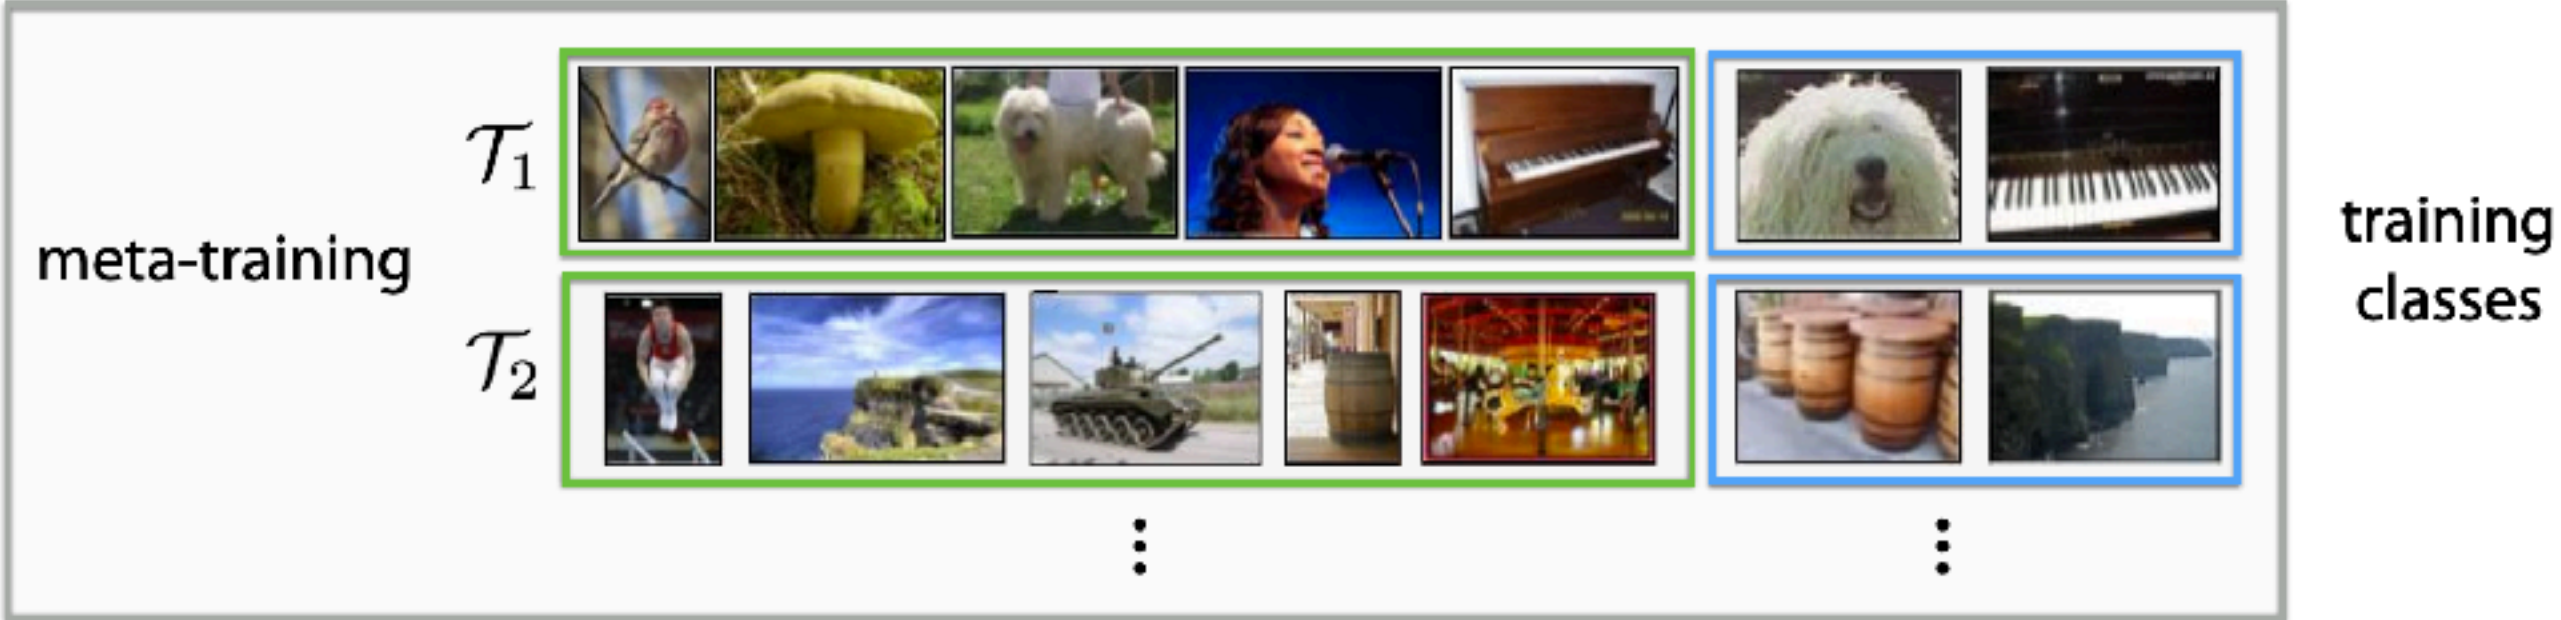 meta-training
T₁
T₂
training
classes